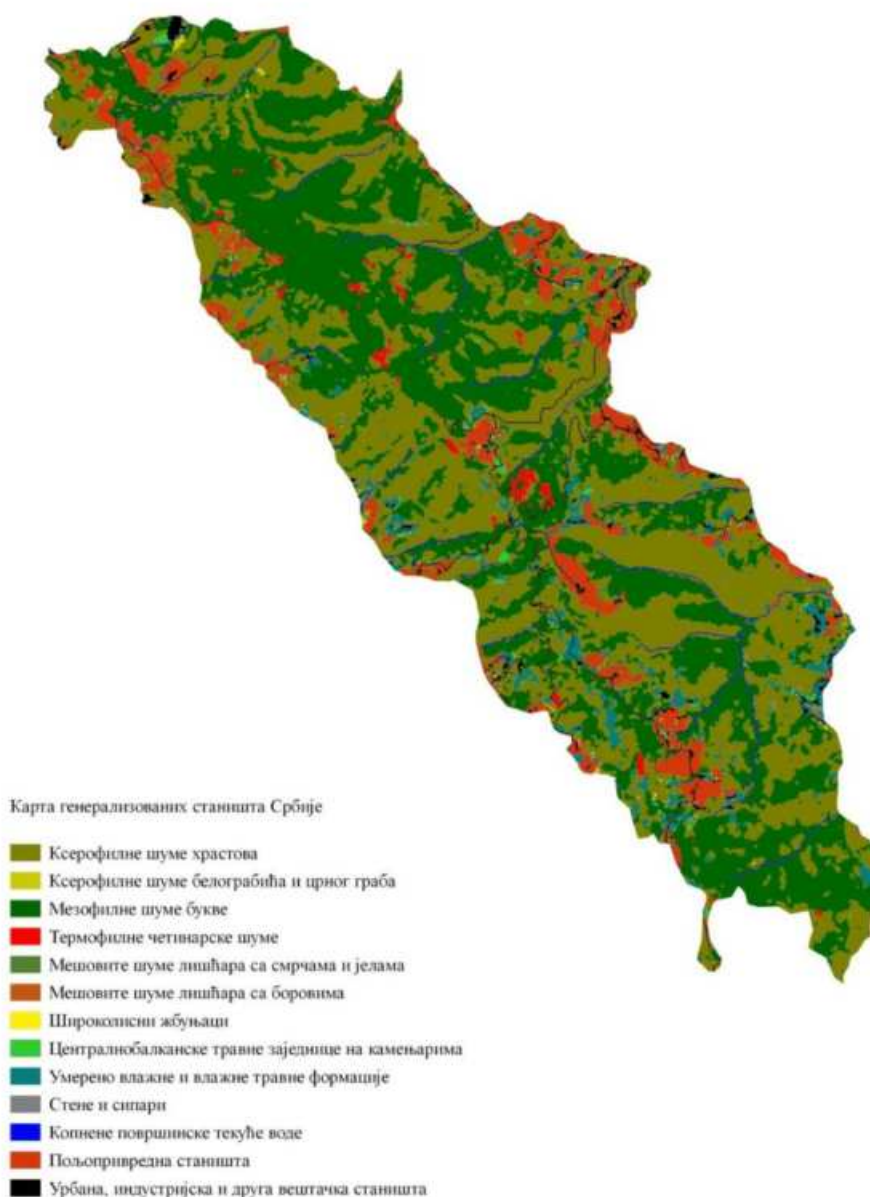 Карта генерализованих станишта Србије
Ксерофилне шуме храстова
Ксерофилне шуме белограбића и црног граба
Мезофилне шуме букве
Термофилне четинарске шуме
Мешовите шуме лишћара са смрчама и јелама
Мешовите шуме лишћара са боровима
Широколисни жбуњаци
Централнобалканске травне заједнице на камењарима
Умерено влажне и влажне травне формације
Стене и сипари
Копнене површинске текуће воде
Пољопривредна станишта
Урбана, индустријска и друга вештачка станишта